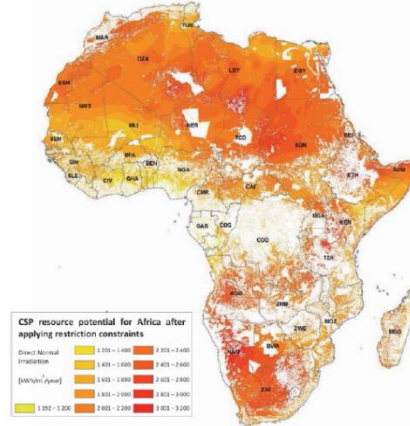 TUN
MAR
DZA
LBY
EGY
ESH
MRT
MLI
NER
TCD
SDN
ERI
SEN
BFA
GIN
BEN
NGA
SLE
CIV
GHA
ETH
SOM
CMR
CAF
UGA
KEN
GAB
COG
COD
TZA
AGO
ZMB
MOZ
ZWE
MDG
NAM
BWA
ZAF
CSP resource potential for Africa after
applying restriction constraints
Direct Normal
Irradiation
[kWh/m²/year]
1 192 – 1 200
1 201 – 1 400
1 401 – 1 600
1 601 – 1 800
1 801 – 2 000
2 001 – 2 200
2 201 – 2 400
2 401 – 2 600
2 601 – 2 800
2 801 – 3 000
3 001 – 3 200